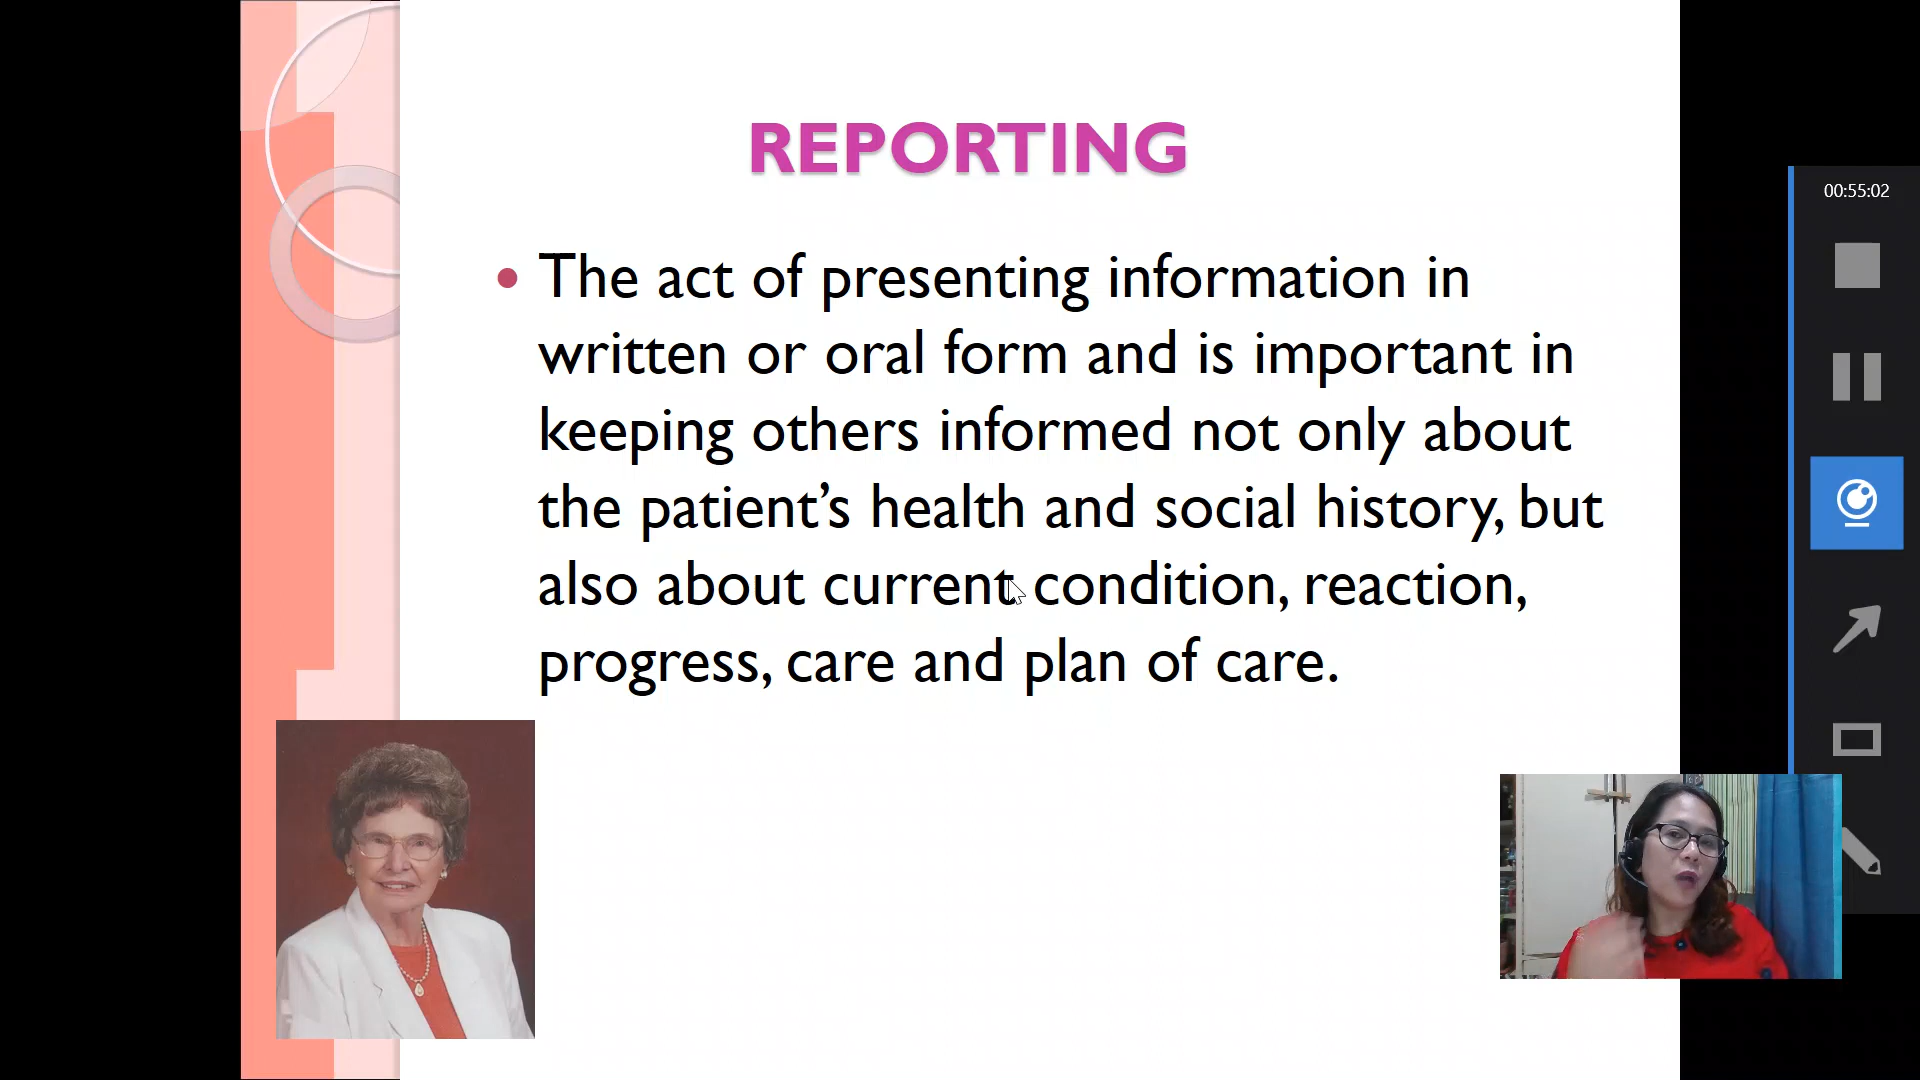 REPORTING
• The act of presenting information in
written or oral form and is important in
keeping others informed not only about
the patient’s health and social history, but
also about current condition, reaction,
progress, care and plan of care.
00:55:02